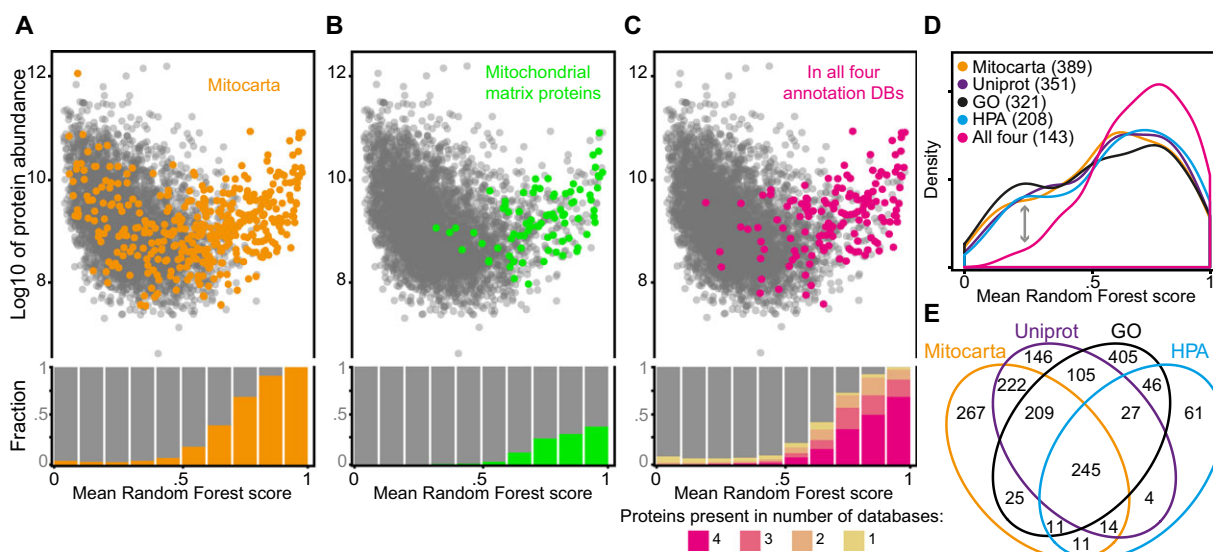 A
B
C
D
E
Log10 of protein abundance
12
10
8
Mitocarta
Fraction
1
.5
0
0
.5
1
Mean Random Forest score
12
10
8
Mitochondrial
matrix proteins
1
.5
0
0
.5
1
Mean Random Forest score
12
10
8
In all four
annotation DBs
1
.5
0
0
.5
1
Mean Random Forest score
Proteins present in number of databases:
4 3 2 1
Mitocarta (389)
Uniprot (351)
GO (321)
HPA (208)
All four (143)
Density
0
.5
1
Mean Random Forest score
Uniprot GO
Mitocarta HPA
146 405
222 105 46
267 209 27 61
245
25 4
11 14
11